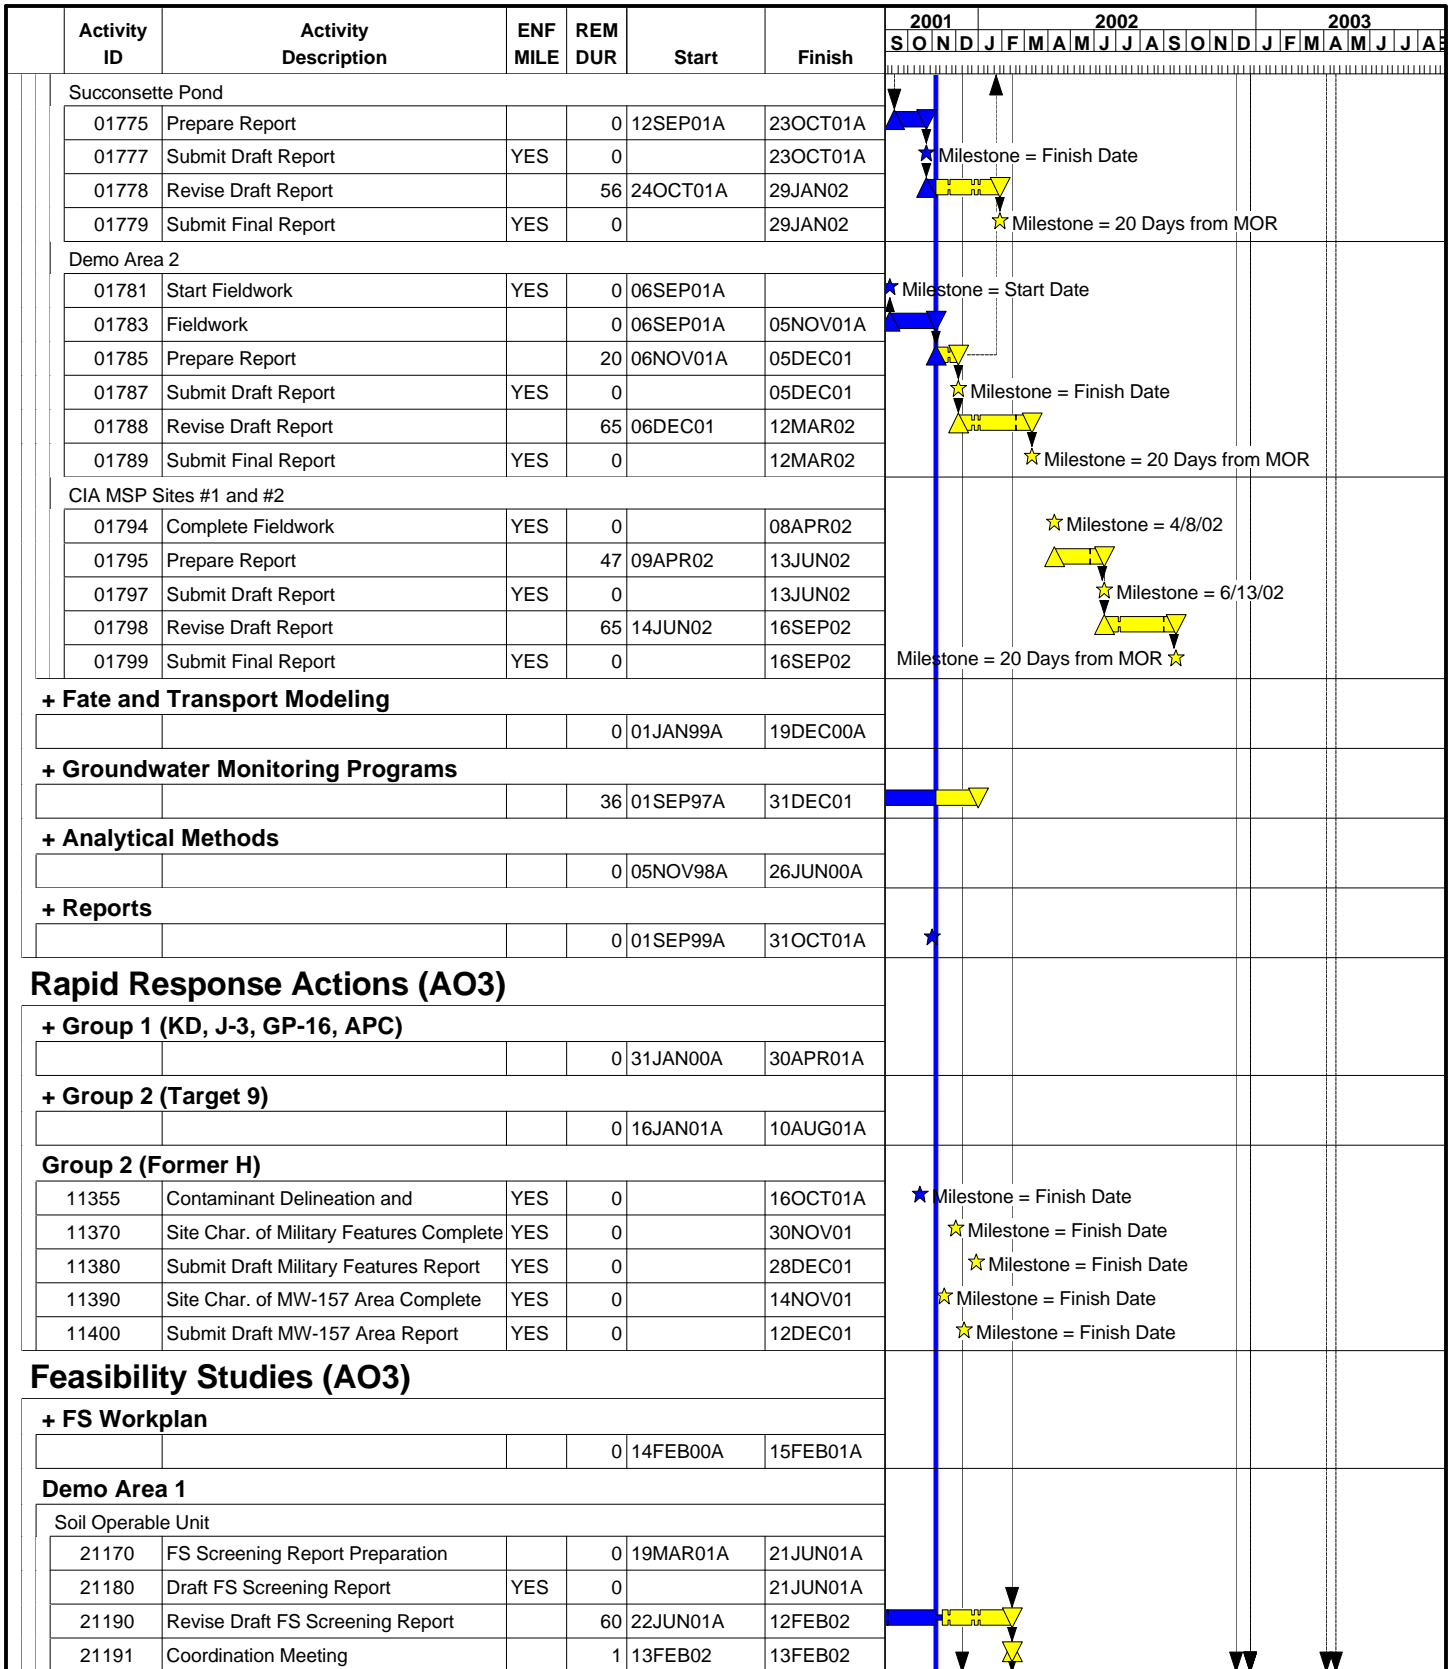 Activity ID Activity Description ENF MILE REM DUR Start Finish 2001 2002 2003
S O N D J F M A M J J A S O N D J F M A M J J A
Succonsette Pond
01775 Prepare Report 0 12SEP01A 23OCT01A
01777 Submit Draft Report YES 0 23OCT01A Milestone = Finish Date
01778 Revise Draft Report 56 24OCT01A 29JAN02
01779 Submit Final Report YES 0 29JAN02 Milestone = 20 Days from MOR
Demo Area 2
01781 Start Fieldwork YES 0 06SEP01A Milestone = Start Date
01783 Fieldwork 0 06SEP01A 05NOV01A
01785 Prepare Report 20 06NOV01A 05DEC01
01787 Submit Draft Report YES 0 05DEC01 Milestone = Finish Date
01788 Revise Draft Report 65 06DEC01 12MAR02
01789 Submit Final Report YES 0 12MAR02 Milestone = 20 Days from MOR
CIA MSP Sites #1 and #2
01794 Complete Fieldwork YES 0 08APR02 Milestone = 4/8/02
01795 Prepare Report 47 09APR02 13JUN02
01797 Submit Draft Report YES 0 13JUN02 Milestone = 6/13/02
01798 Revise Draft Report 65 14JUN02 16SEP02
01799 Submit Final Report YES 0 16SEP02 Milestone = 20 Days from MOR
+ Fate and Transport Modeling
0 01JAN99A 19DEC00A
+ Groundwater Monitoring Programs
36 01SEP97A 31DEC01
+ Analytical Methods
0 05NOV98A 26JUN00A
+ Reports
0 01SEP99A 31OCT01A
Rapid Response Actions (AO3)
+ Group 1 (KD, J-3, GP-16, APC)
0 31JAN00A 30APR01A
+ Group 2 (Target 9)
0 16JAN01A 10AUG01A
Group 2 (Former H)
11355 Contaminant Delineation and YES 0 16OCT01A Milestone = Finish Date
11370 Site Char. of Military Features Complete YES 0 30NOV01 Milestone = Finish Date
11380 Submit Draft Military Features Report YES 0 28DEC01 Milestone = Finish Date
11390 Site Char. of MW-157 Area Complete YES 0 14NOV01 Milestone = Finish Date
11400 Submit Draft MW-157 Area Report YES 0 12DEC01 Milestone = Finish Date
Feasibility Studies (AO3)
+ FS Workplan
0 14FEB00A 15FEB01A
Demo Area 1
Soil Operable Unit
21170 FS Screening Report Preparation 0 19MAR01A 21JUN01A
21180 Draft FS Screening Report YES 0 21JUN01A
21190 Revise Draft FS Screening Report 60 22JUN01A 12FEB02
21191 Coordination Meeting 1 13FEB02 13FEB02